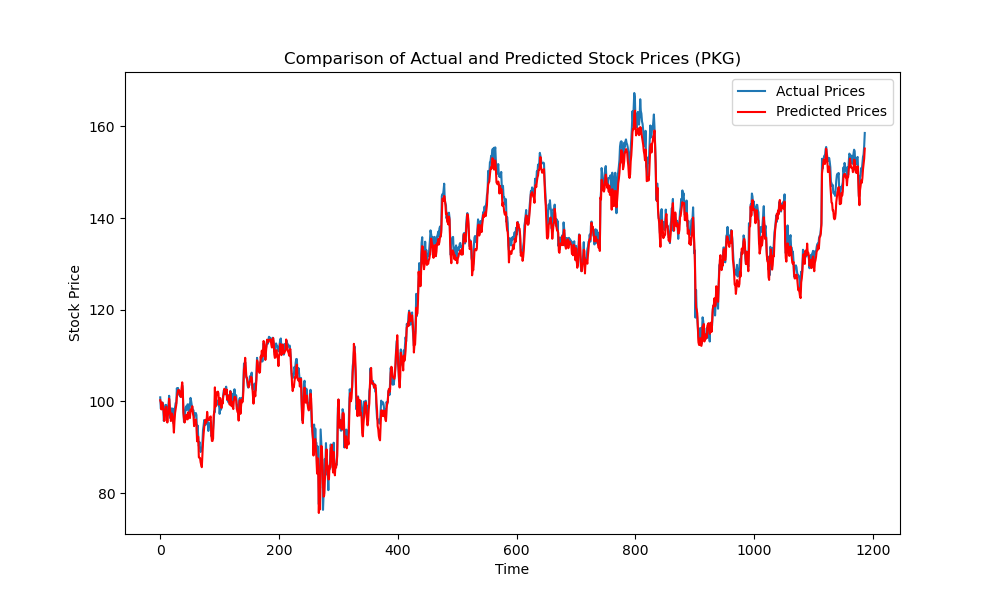 Comparison of Actual and Predicted Stock Prices (PKG)
Actual Prices
Predicted Prices
160
140
120
100
80
Stock Price
0 200 400 600 800 1000 1200
Time